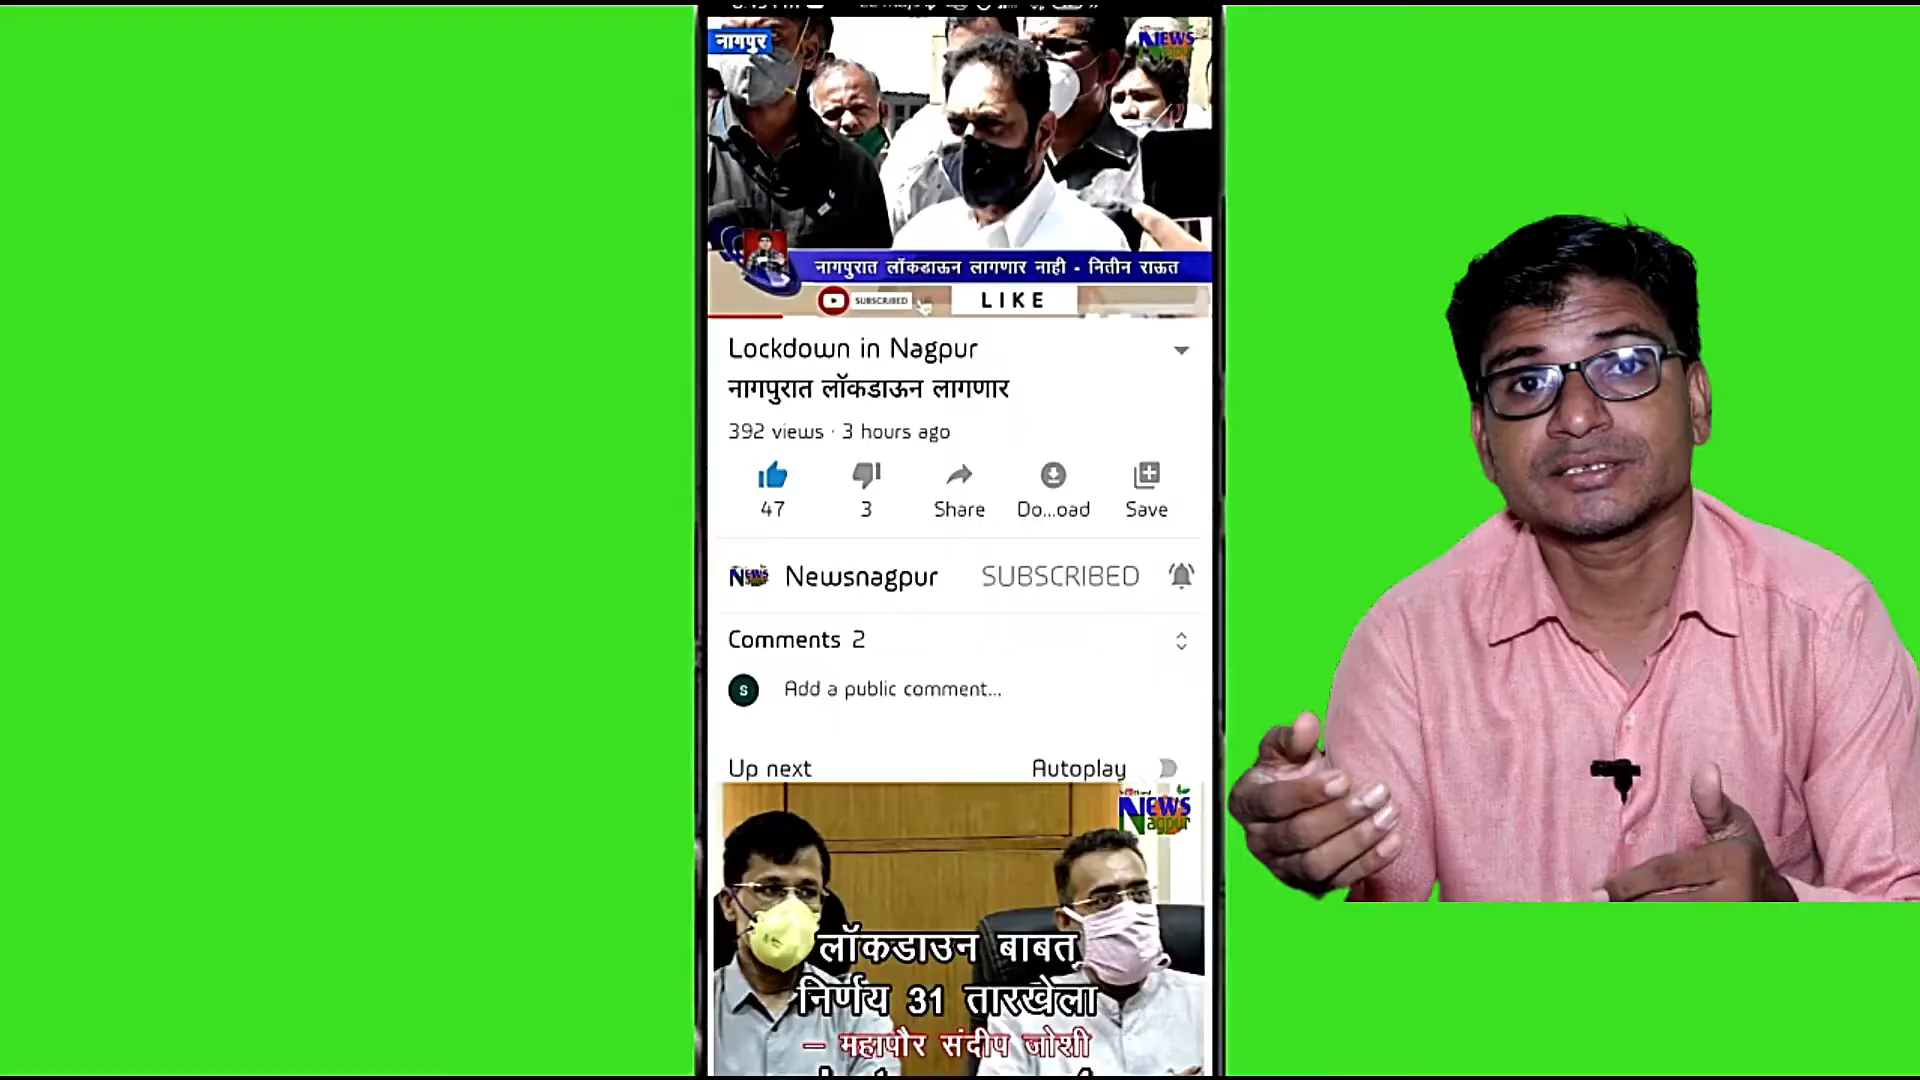 नागपुर
NEWS
Nagpur
नागपुरात लॉकडाऊन लागणार नाही - नितीन राऊत
SUBSCRIBED
LIKE
Lockdown in Nagpur
नागपुरात लॉकडाऊन लागणार
392 views · 3 hours ago
47
3
Share
Do...oad
Save
NEWS
Newsnagpur
SUBSCRIBED
Comments 2
S
Add a public comment...
Up next
Autoplay
NEWS
Nagpur
लॉकडाउन बाबत
निर्णय 31 तारखेला
– महापौर संदीप जोशी